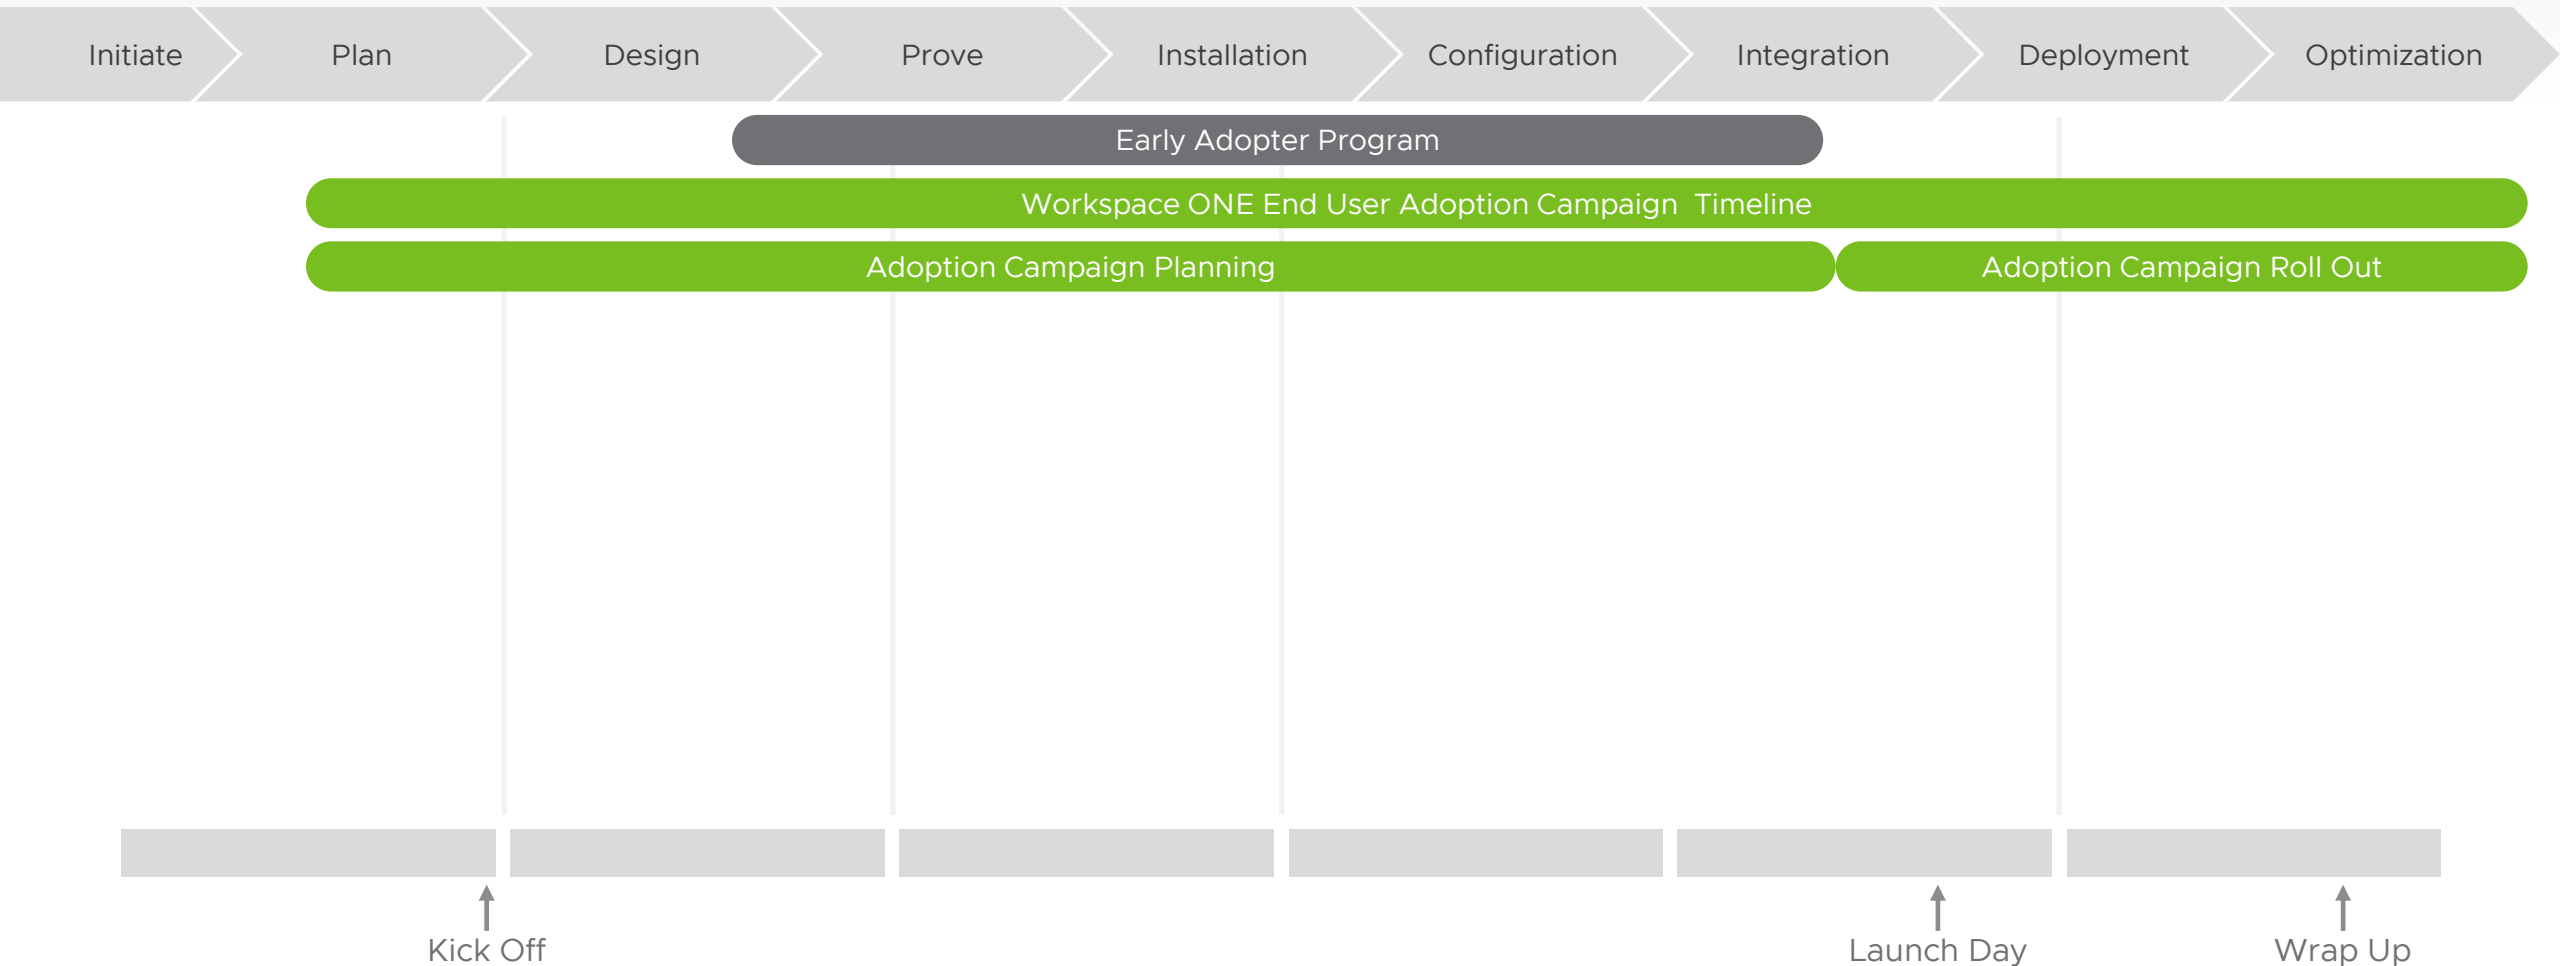 Initiate Plan Design Prove Installation Configuration Integration Deployment Optimization
Early Adopter Program
Workspace ONE End User Adoption Campaign  Timeline
Adoption Campaign Planning Adoption Campaign Roll Out
Kick Off Launch Day Wrap Up